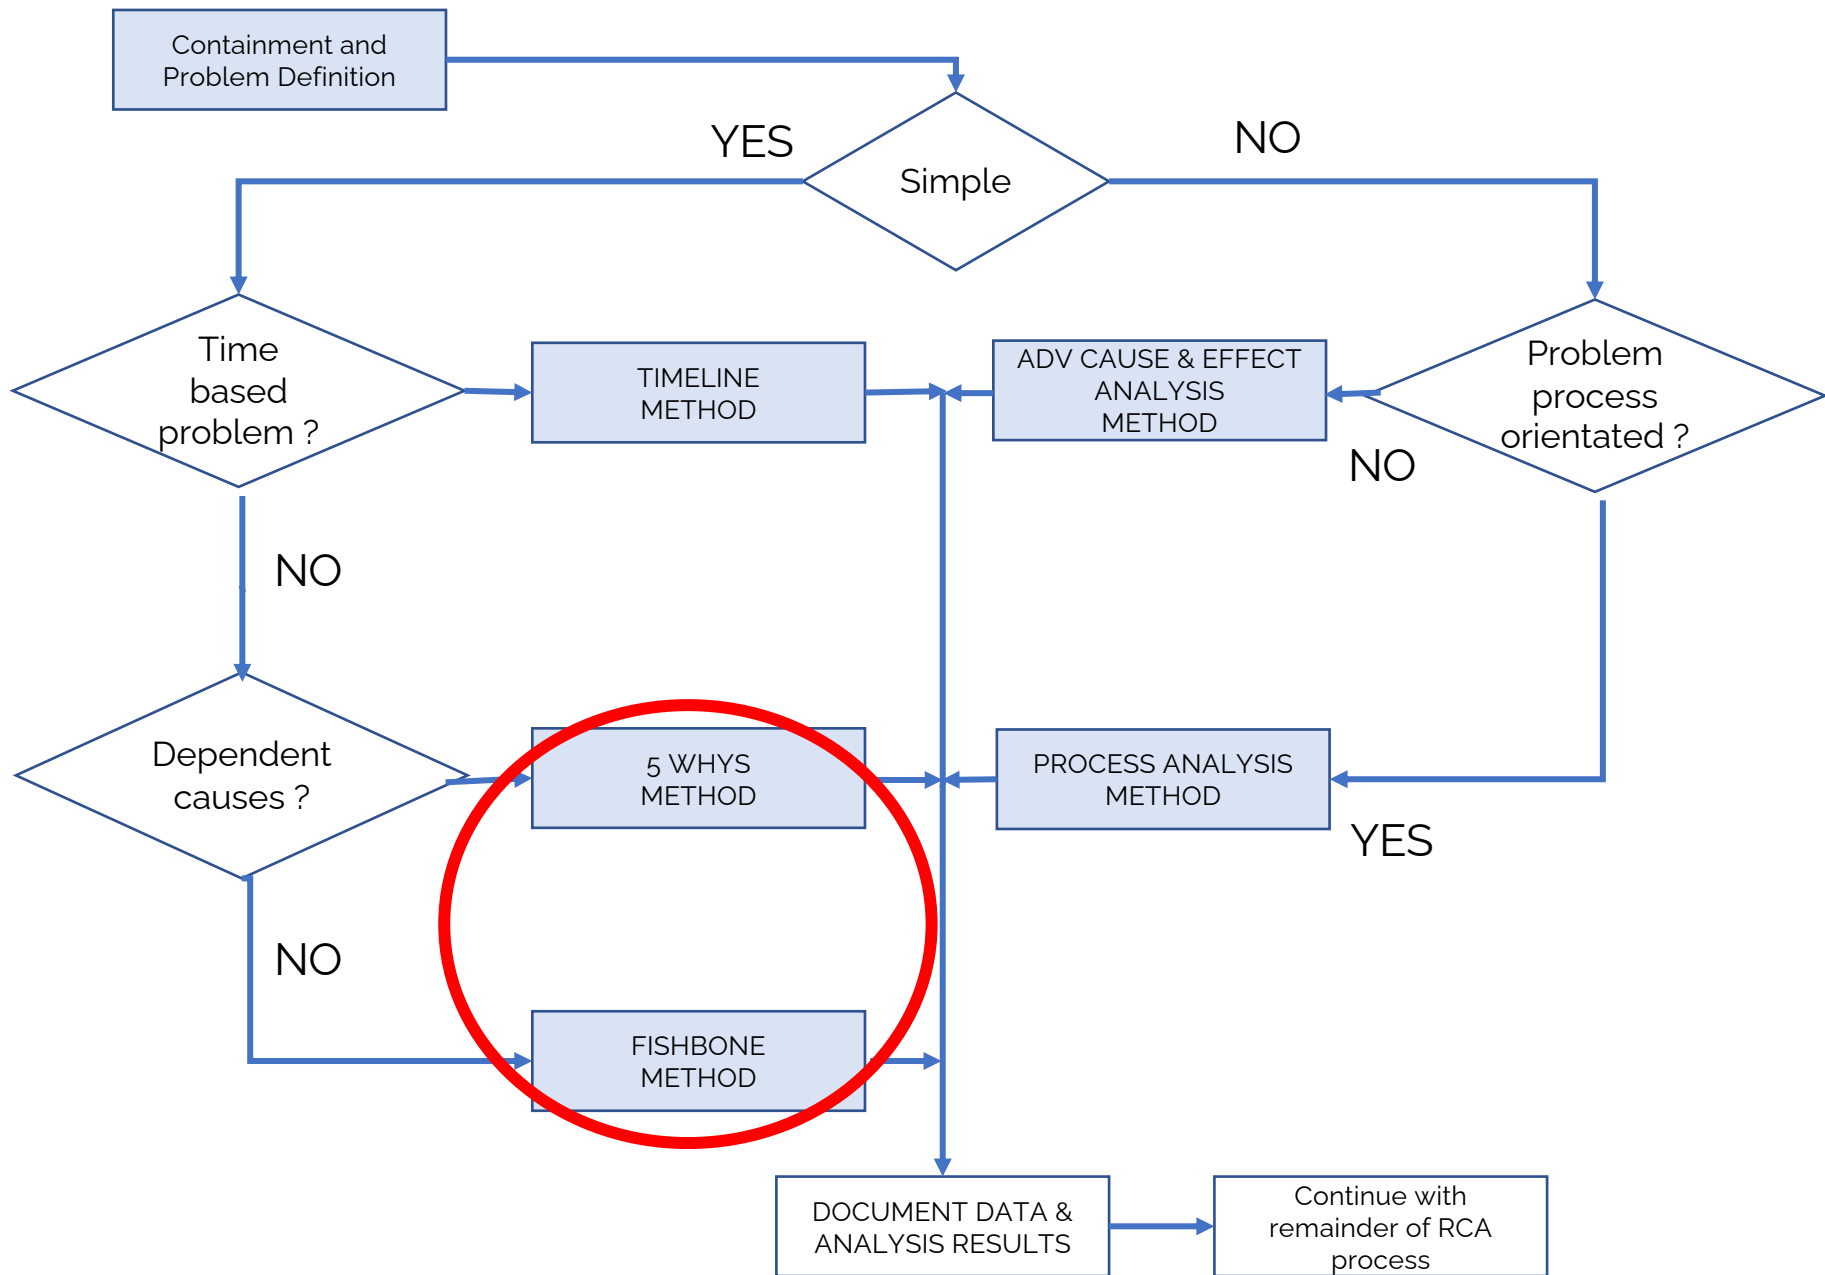 Containment and
Problem Definition
YES
NO
Simple
Time
based
problem ?
TIMELINE
METHOD
ADV CAUSE & EFFECT
ANALYSIS
METHOD
Problem
process
orientated ?
NO
NO
Dependent
causes ?
5 WHYS
METHOD
PROCESS ANALYSIS
METHOD
YES
NO
FISHBONE
METHOD
DOCUMENT DATA &
ANALYSIS RESULTS
Continue with
remainder of RCA
process